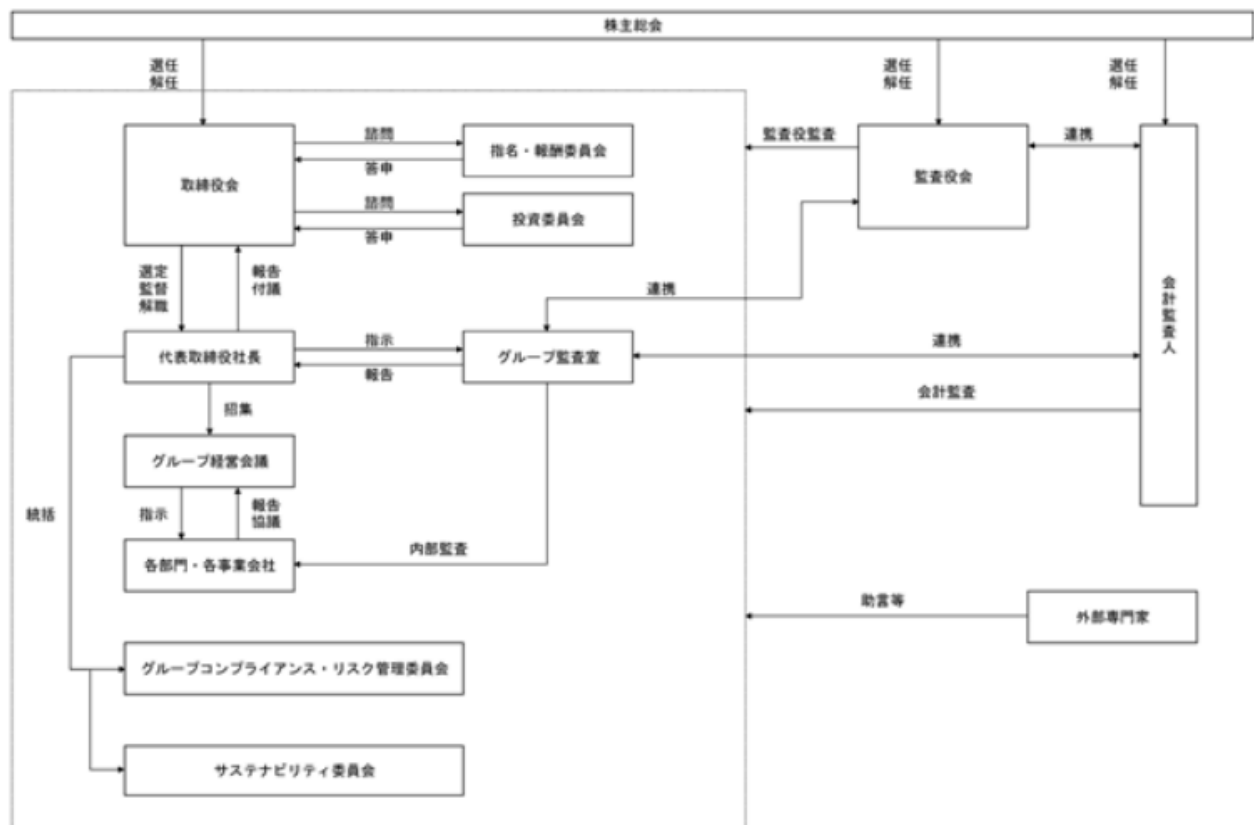 株主総会
選任
解任
選任
解任
選任
解任
監査役監査
連携
諮問
指名・報酬委員会
答申
取締役会
監査役会
諮問
投資委員会
答申
選定
監督
解職
報告
付議
連携
会計監査人
代表取締役社長
指示
報告
グループ監査室
連携
会計監査
招集
グループ経営会議
統括
指示
報告
協議
各部門・各事業会社
内部監査
助言等
外部専門家
グループコンプライアンス・リスク管理委員会
サステナビリティ委員会